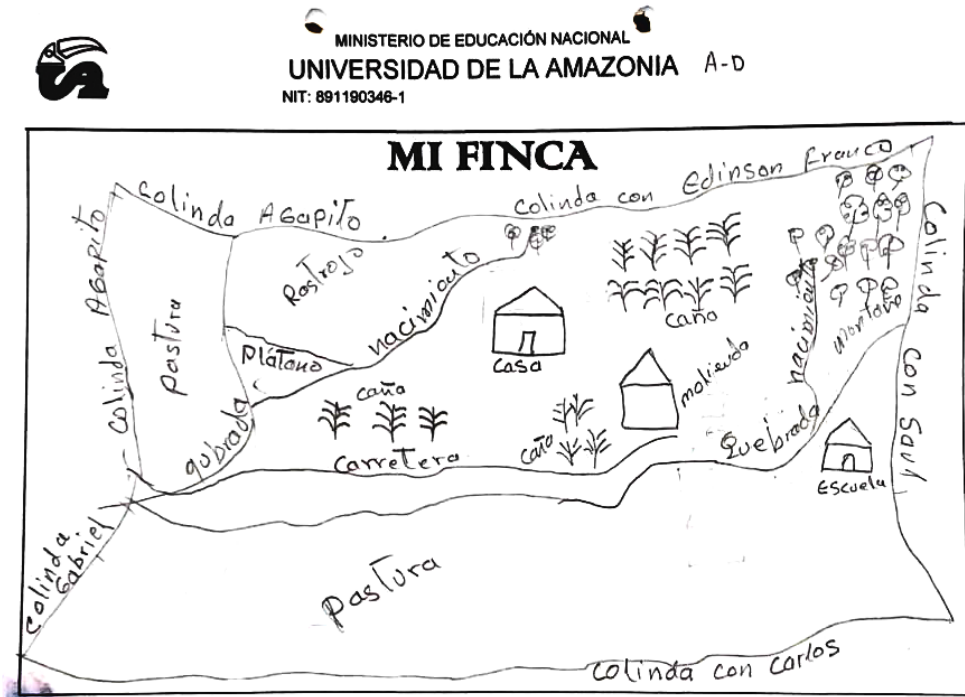 MINISTERIO DE EDUCACIÓN NACIONAL
UNIVERSIDAD DE LA AMAZONIA A-D
NIT: 891190346-1
MI FINCA
Colinda Agapito
Colinda con Edinson Franco
Colinda Agapito
Rastrojo
nacimiento
Pastura
Plátano
Casa
Caña
nacimiento
montaña
Colinda con Saul
molienda
caña
qubrada
Carretera
caña
Quebrada
Escuela
Colinda Gabriel
Pastura
Colinda con Carlos